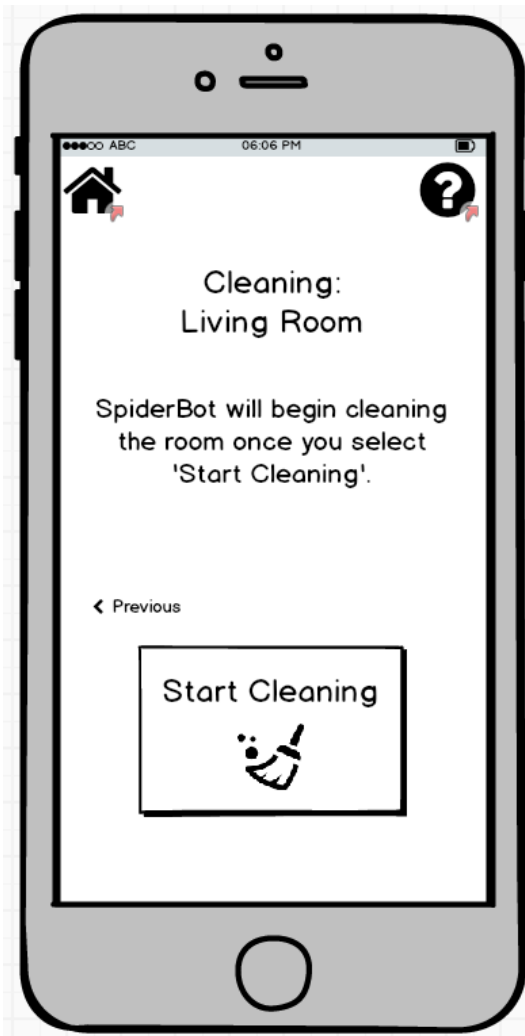 ABC 06:06 PM
?
Cleaning:
Living Room
SpiderBot will begin cleaning
the room once you select
'Start Cleaning'.
Previous
Start Cleaning